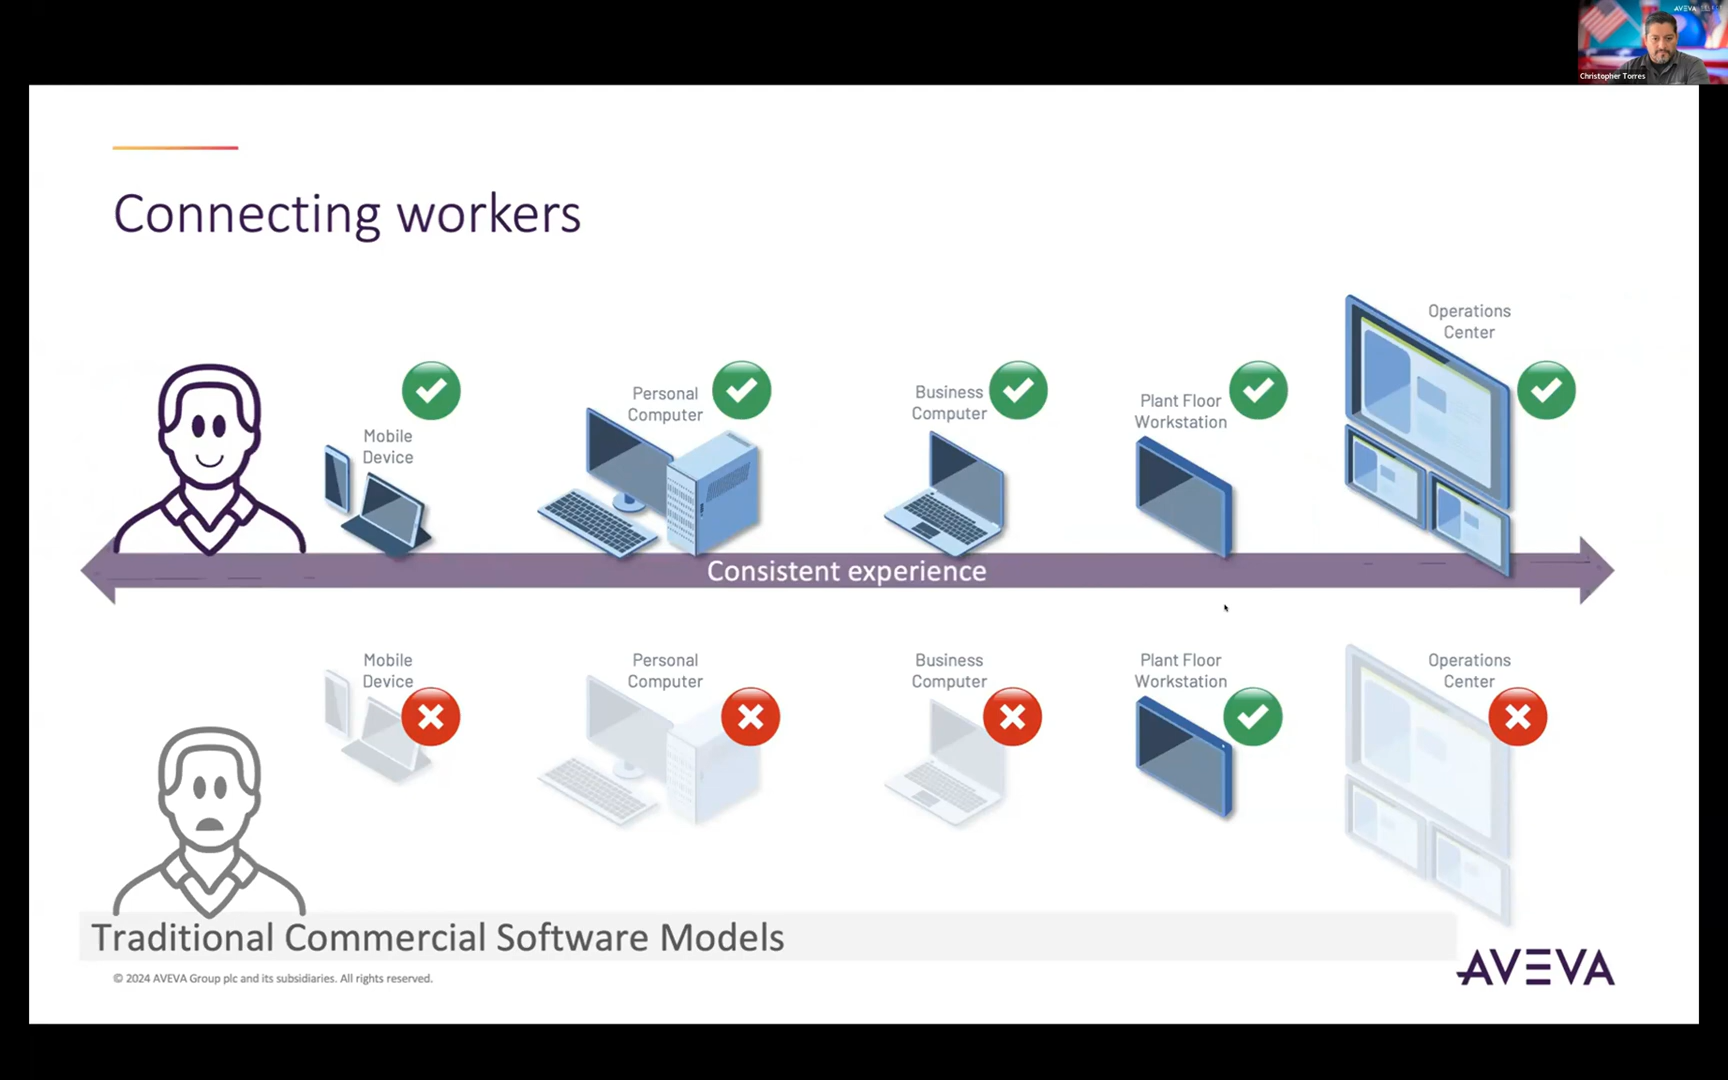 Christopher Torres
Connecting workers
Mobile
Device
Personal
Computer
Business
Computer
Plant Floor
Workstation
Operations
Center
Consistent experience
Mobile
Device
Personal
Computer
Business
Computer
Plant Floor
Workstation
Operations
Center
Traditional Commercial Software Models
© 2024 AVEVA Group plc and its subsidiaries. All rights reserved.
AVEVA